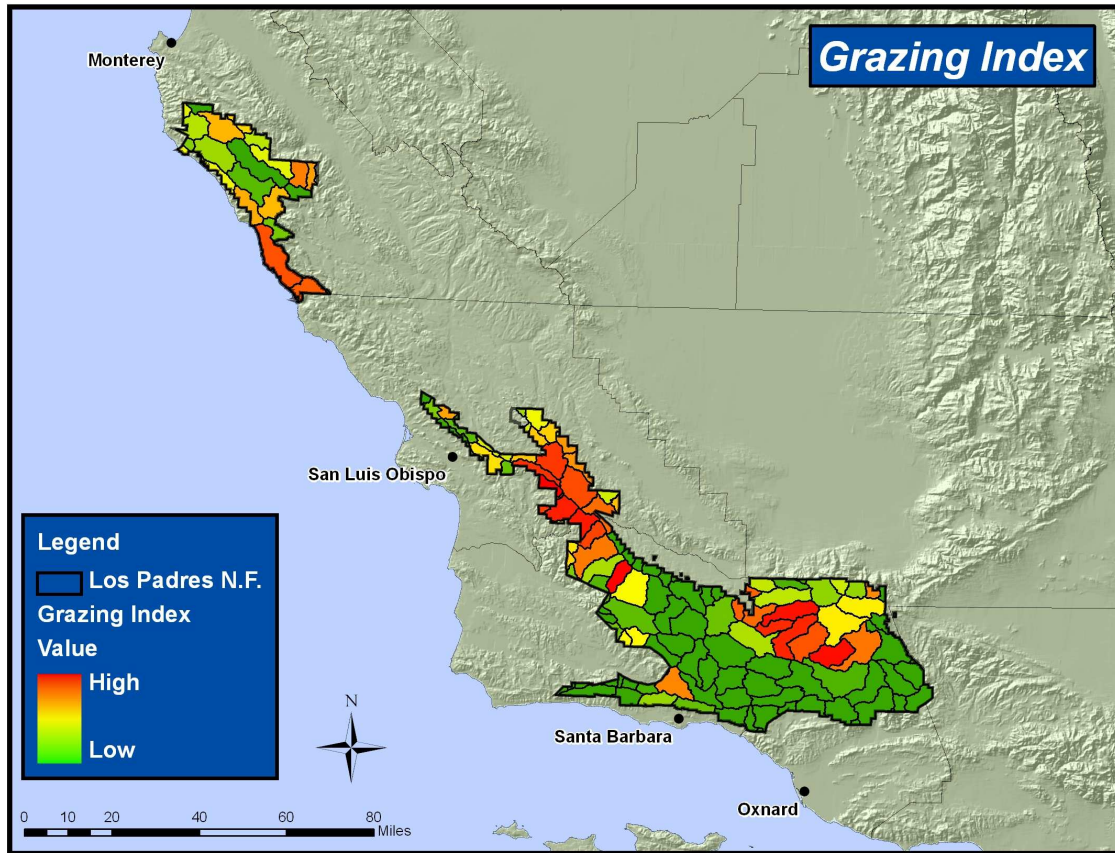 Grazing Index
Monterey
San Luis Obispo
Santa Barbara
Oxnard
Legend
Los Padres N.F.
Grazing Index
Value
High
Low
N
0 10 20 40 60 80
Miles